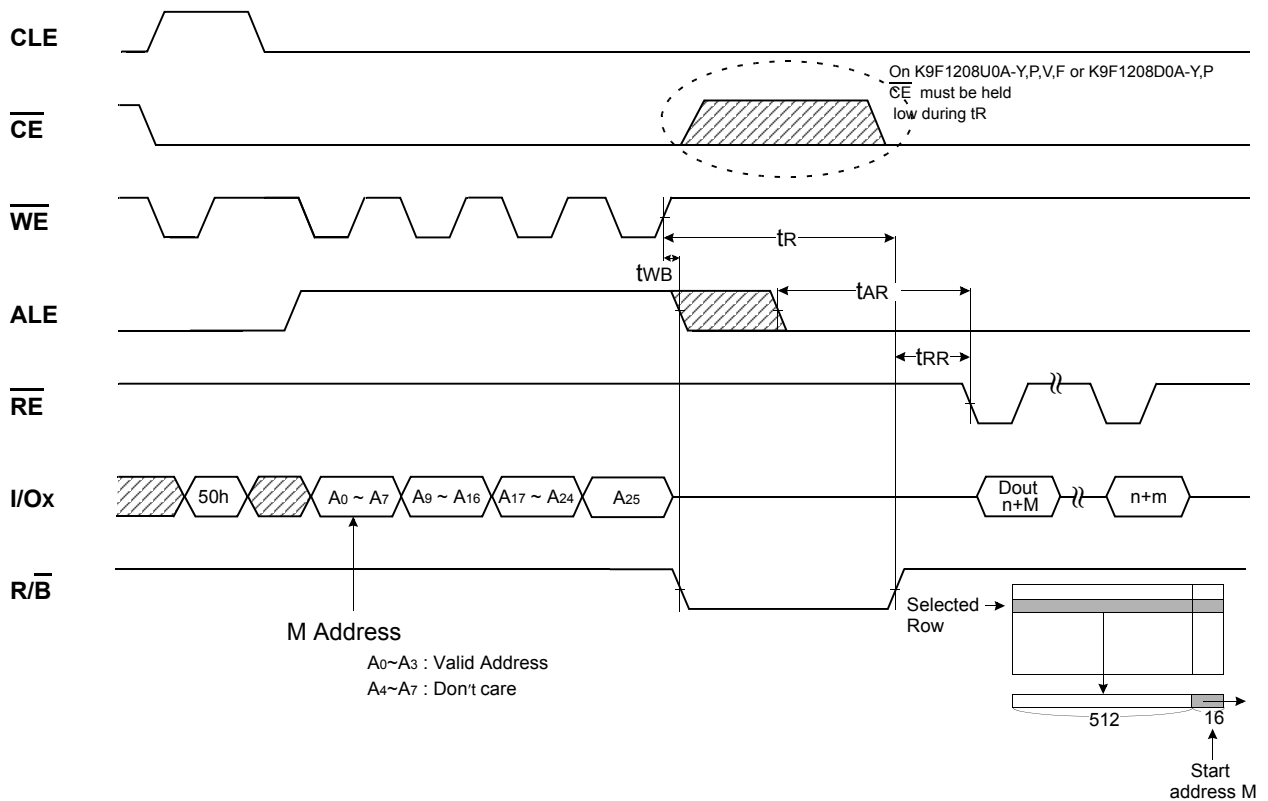 CLE
On K9F1208U0A-Y,P,V,F or K9F1208D0A-Y,P
CE must be held
low during tR
CE
WE
tR
tWB
tAR
ALE
tRR
RE
I/Ox
50h
A0 ~ A7
A9 ~ A16
A17 ~ A24
A25
Dout
n+M
n+m
R/B
Selected
Row
M Address
A0~A3 : Valid Address
A4~A7 : Don't care
512
16
Start
address M